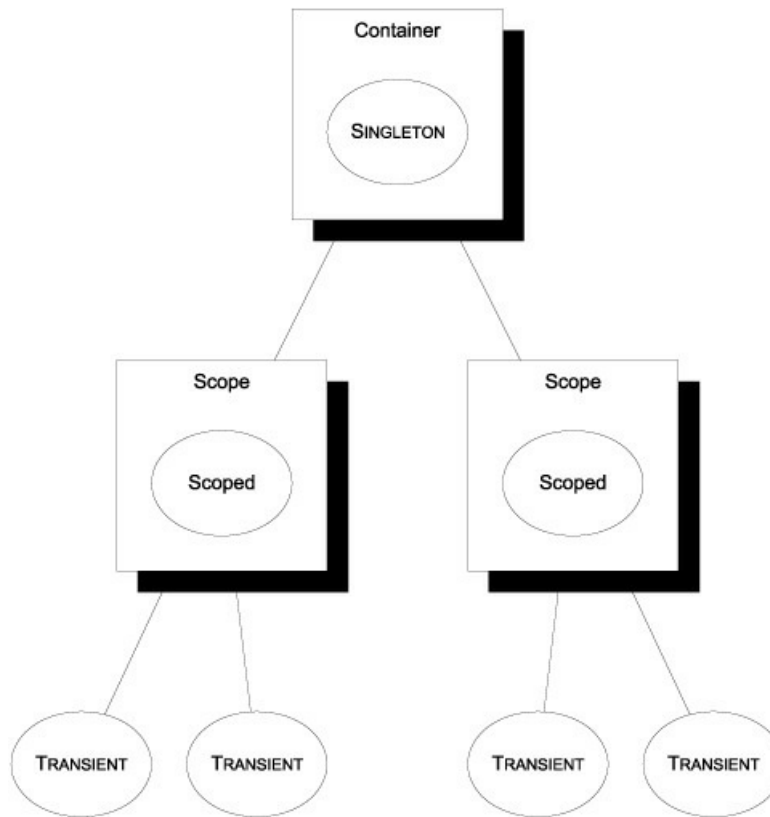 Container
SINGLETON
Scope
Scope
Scoped
Scoped
TRANSIENT
TRANSIENT
TRANSIENT
TRANSIENT